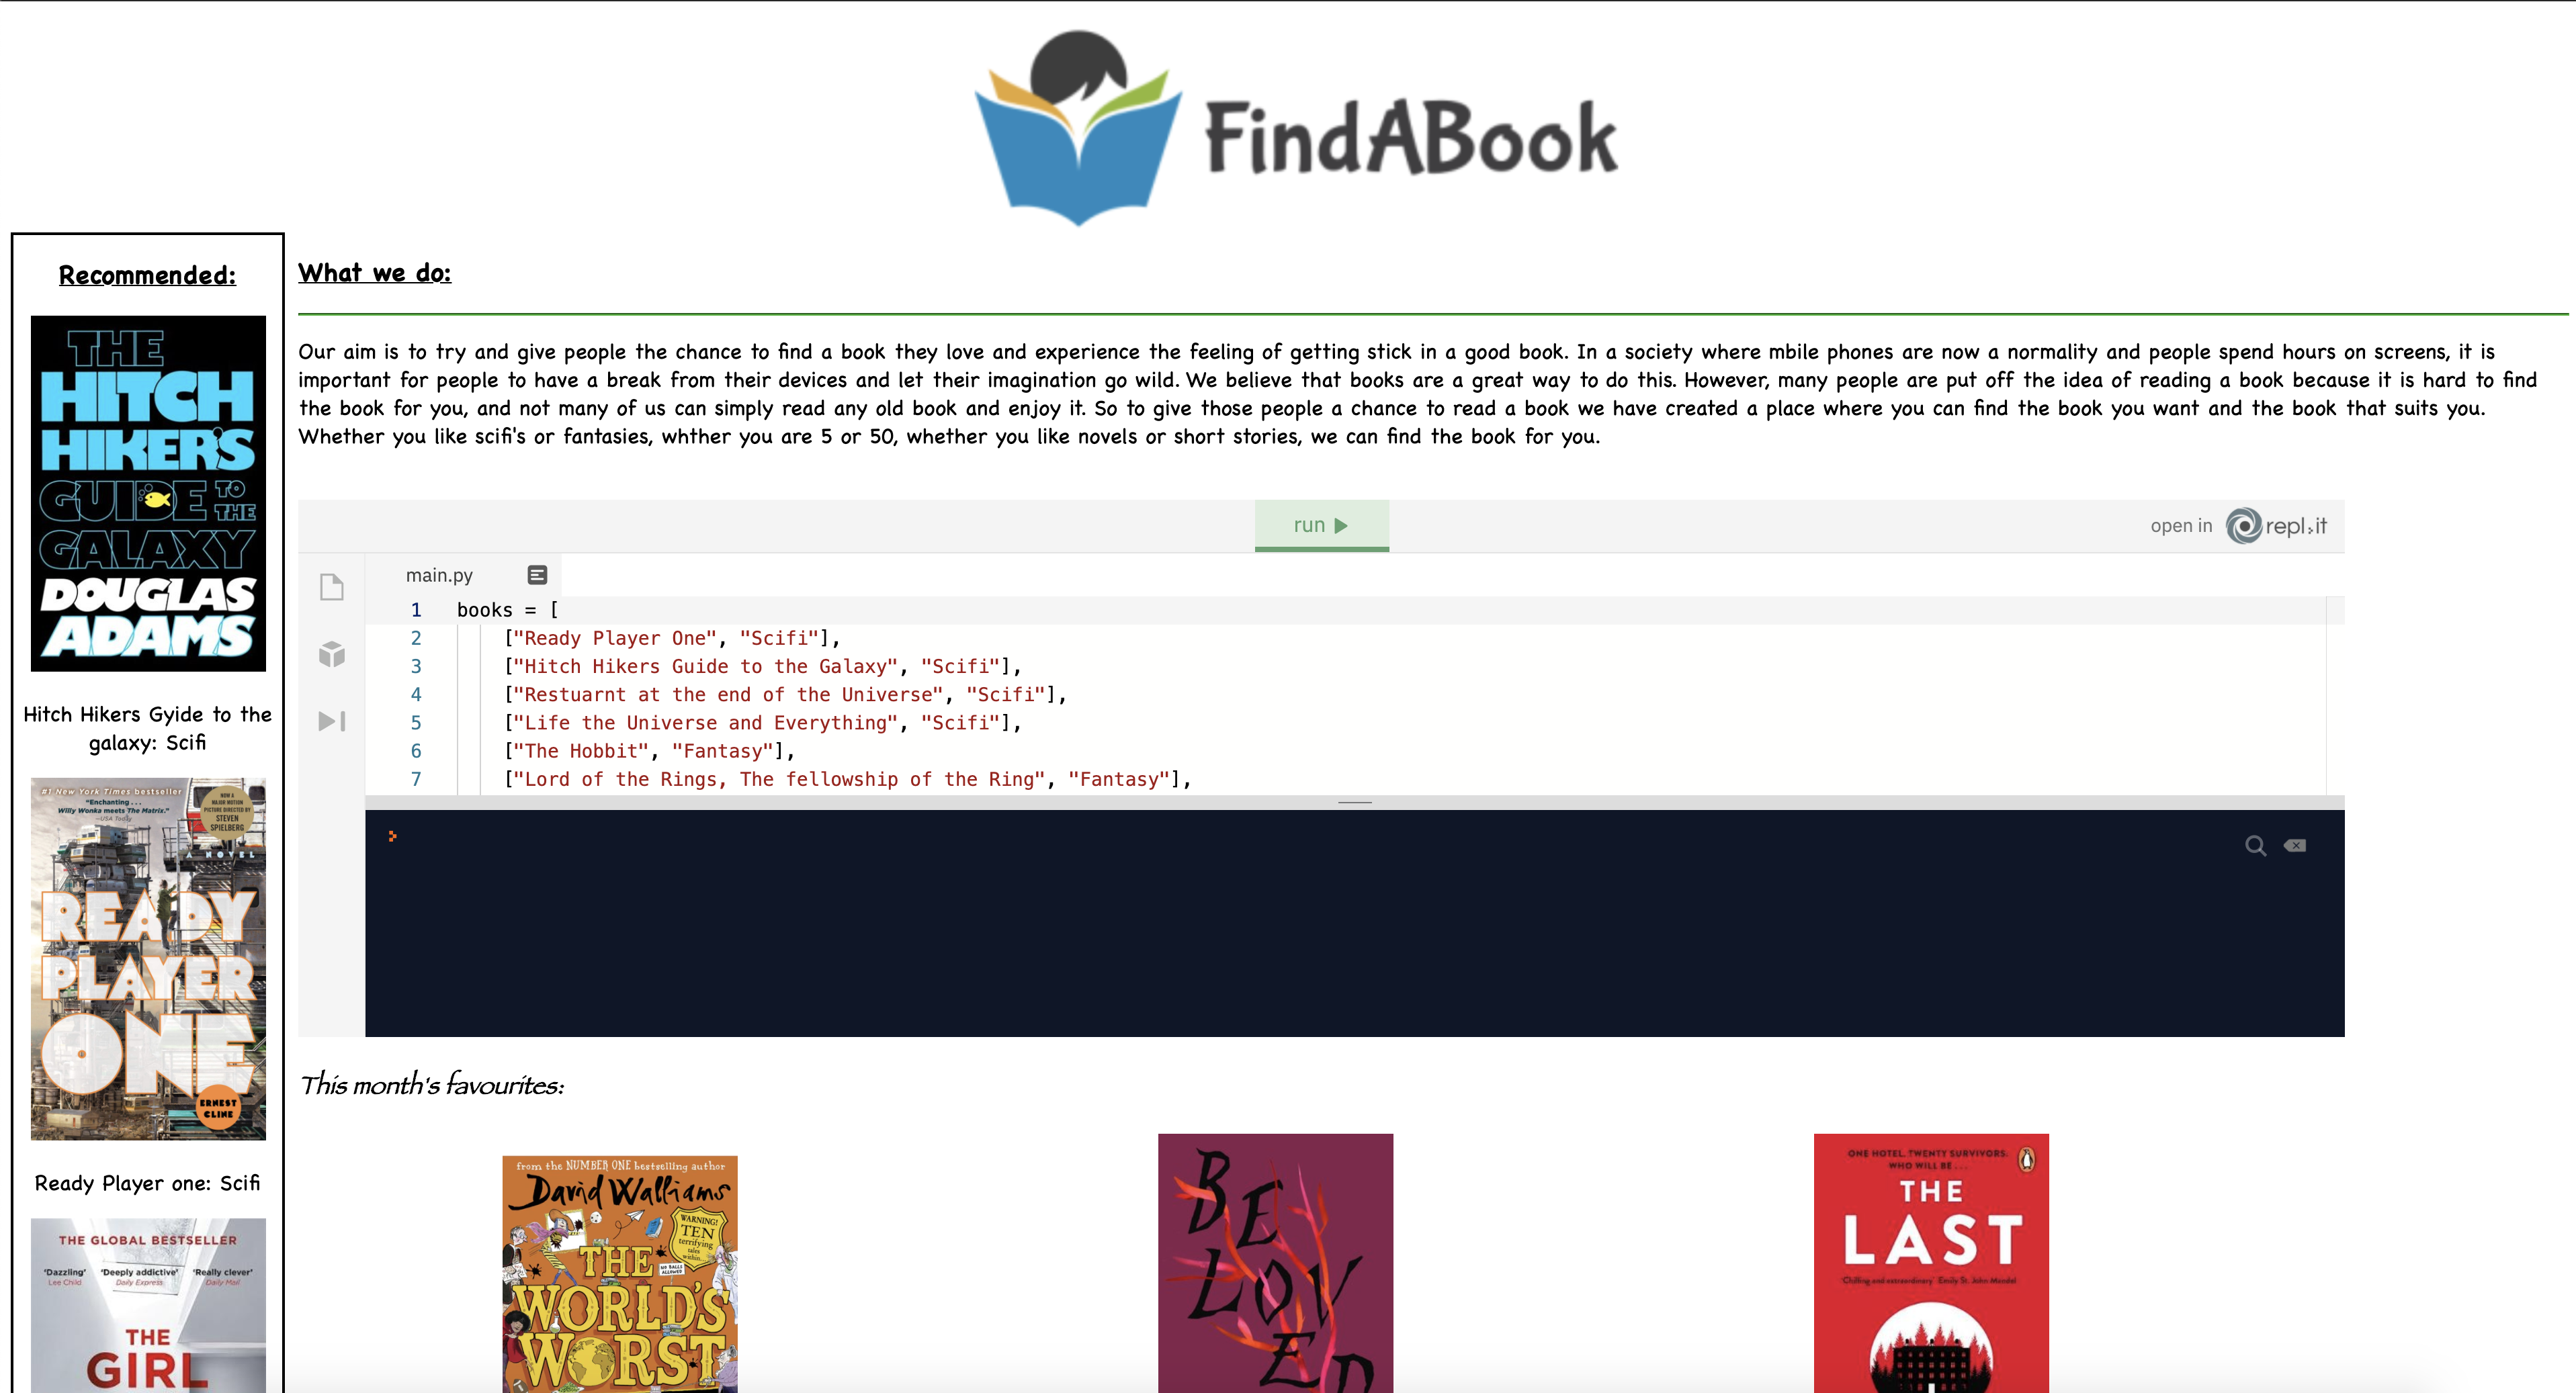 FindABook
Recommended:
THE
HITCH
HIKER'S
GUIDE TO
THE
GALAXY
DOUGLAS
ADAMS
Hitch Hikers Gyide to the
galaxy: Scifi
#1 New York Times bestseller
"Enchanting . . .
Willy Wonka meets The Matrix."
—USA Today
NOW A
MAJOR MOTION
PICTURE DIRECTED BY
STEVEN
SPIELBERG
A NOVEL
READY
PLAYER
ONE
ERNEST
CLINE
Ready Player one: Scifi
THE GLOBAL BESTSELLER
'Dazzling' 'Deeply addictive' 'Really clever'
Lee Child Daily Express Daily Mail
THE
GIRL
What we do:
Our aim is to try and give people the chance to find a book they love and experience the feeling of getting stick in a good book. In a society where mbile phones are now a normality and people spend hours on screens, it is
important for people to have a break from their devices and let their imagination go wild. We believe that books are a great way to do this. However, many people are put off the idea of reading a book because it is hard to find
the book for you, and not many of us can simply read any old book and enjoy it. So to give those people a chance to read a book we have created a place where you can find the book you want and the book that suits you.
Whether you like scifi's or fantasies, whther you are 5 or 50, whether you like novels or short stories, we can find the book for you.
run
open in repl.it
main.py
1 books = [
2 ["Ready Player One", "Scifi"],
3 ["Hitch Hikers Guide to the Galaxy", "Scifi"],
4 ["Restuarnt at the end of the Universe", "Scifi"],
5 ["Life the Universe and Everything", "Scifi"],
6 ["The Hobbit", "Fantasy"],
7 ["Lord of the Rings, The fellowship of the Ring", "Fantasy"],
This month's favourites:
from the NUMBER ONE bestselling author
David Walliams
WARNING!
TEN
terrifying
tales
within...
NO BALLS
ALLOWED
THE
WORLD'S
WORST
BE
LOV
ED
ONE HOTEL. TWENTY SURVIVORS.
WHO WILL BE . . .
THE
LAST
'Chilling and extraordinary' Emily St. John Mandel